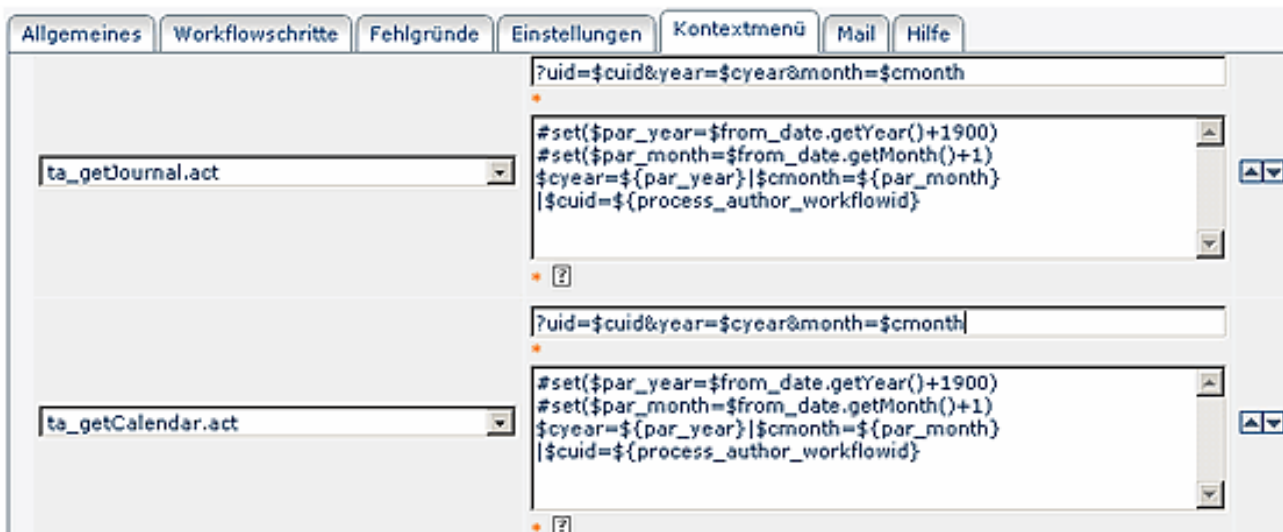 Allgemeines Workflowschritte Fehlgründe Einstellungen Kontextmenü Mail Hilfe
?uid=$cuid&year=$cyear&month=$cmonth
*
ta_getJournal.act
#set($par_year=$from_date.getYear()+1900)
#set($par_month=$from_date.getMonth()+1)
$cyear=${par_year}|$cmonth=${par_month}
|$cuid=${process_author_workflowid}
* ?
?uid=$cuid&year=$cyear&month=$cmonth
*
ta_getCalendar.act
#set($par_year=$from_date.getYear()+1900)
#set($par_month=$from_date.getMonth()+1)
$cyear=${par_year}|$cmonth=${par_month}
|$cuid=${process_author_workflowid}
* ?